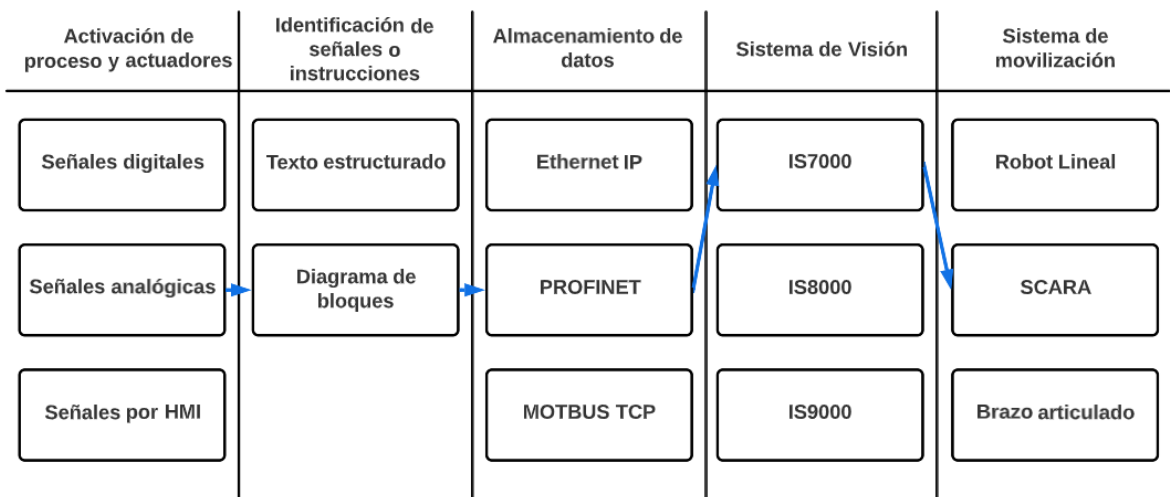 Activación de
proceso y actuadores
Identificación de
señales o
instrucciones
Almacenamiento de
datos
Sistema de Visión
Sistema de
movilización
Señales digitales
Texto estructurado
Ethernet IP
IS7000
Robot Lineal
Señales analógicas
Diagrama de
bloques
PROFINET
IS8000
SCARA
Señales por HMI
MOTBUS TCP
IS9000
Brazo articulado